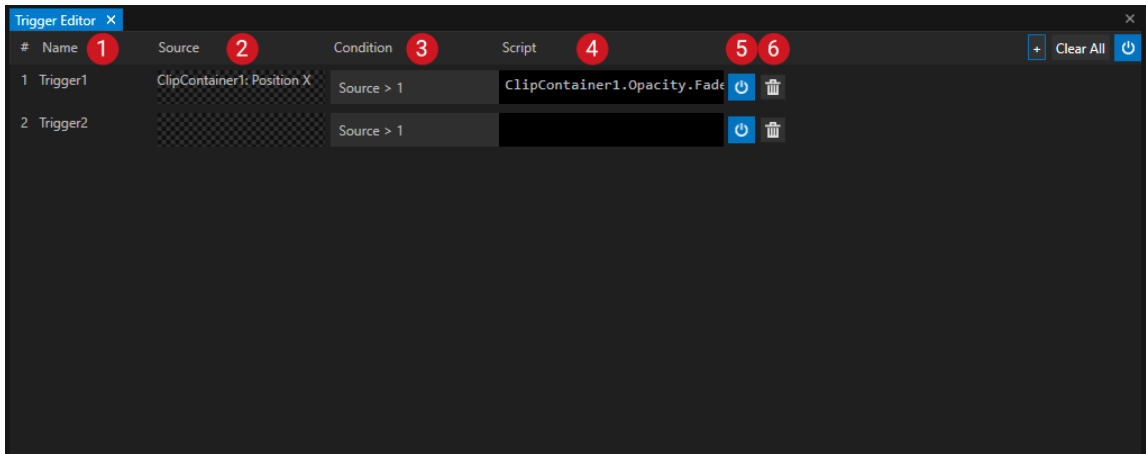 Trigger Editor
# Name 1 Source 2 Condition 3 Script 4 5 6 + Clear All
1 Trigger1 ClipContainer1: Position X Source > 1 ClipContainer1.Opacity.Fade
2 Trigger2 Source > 1